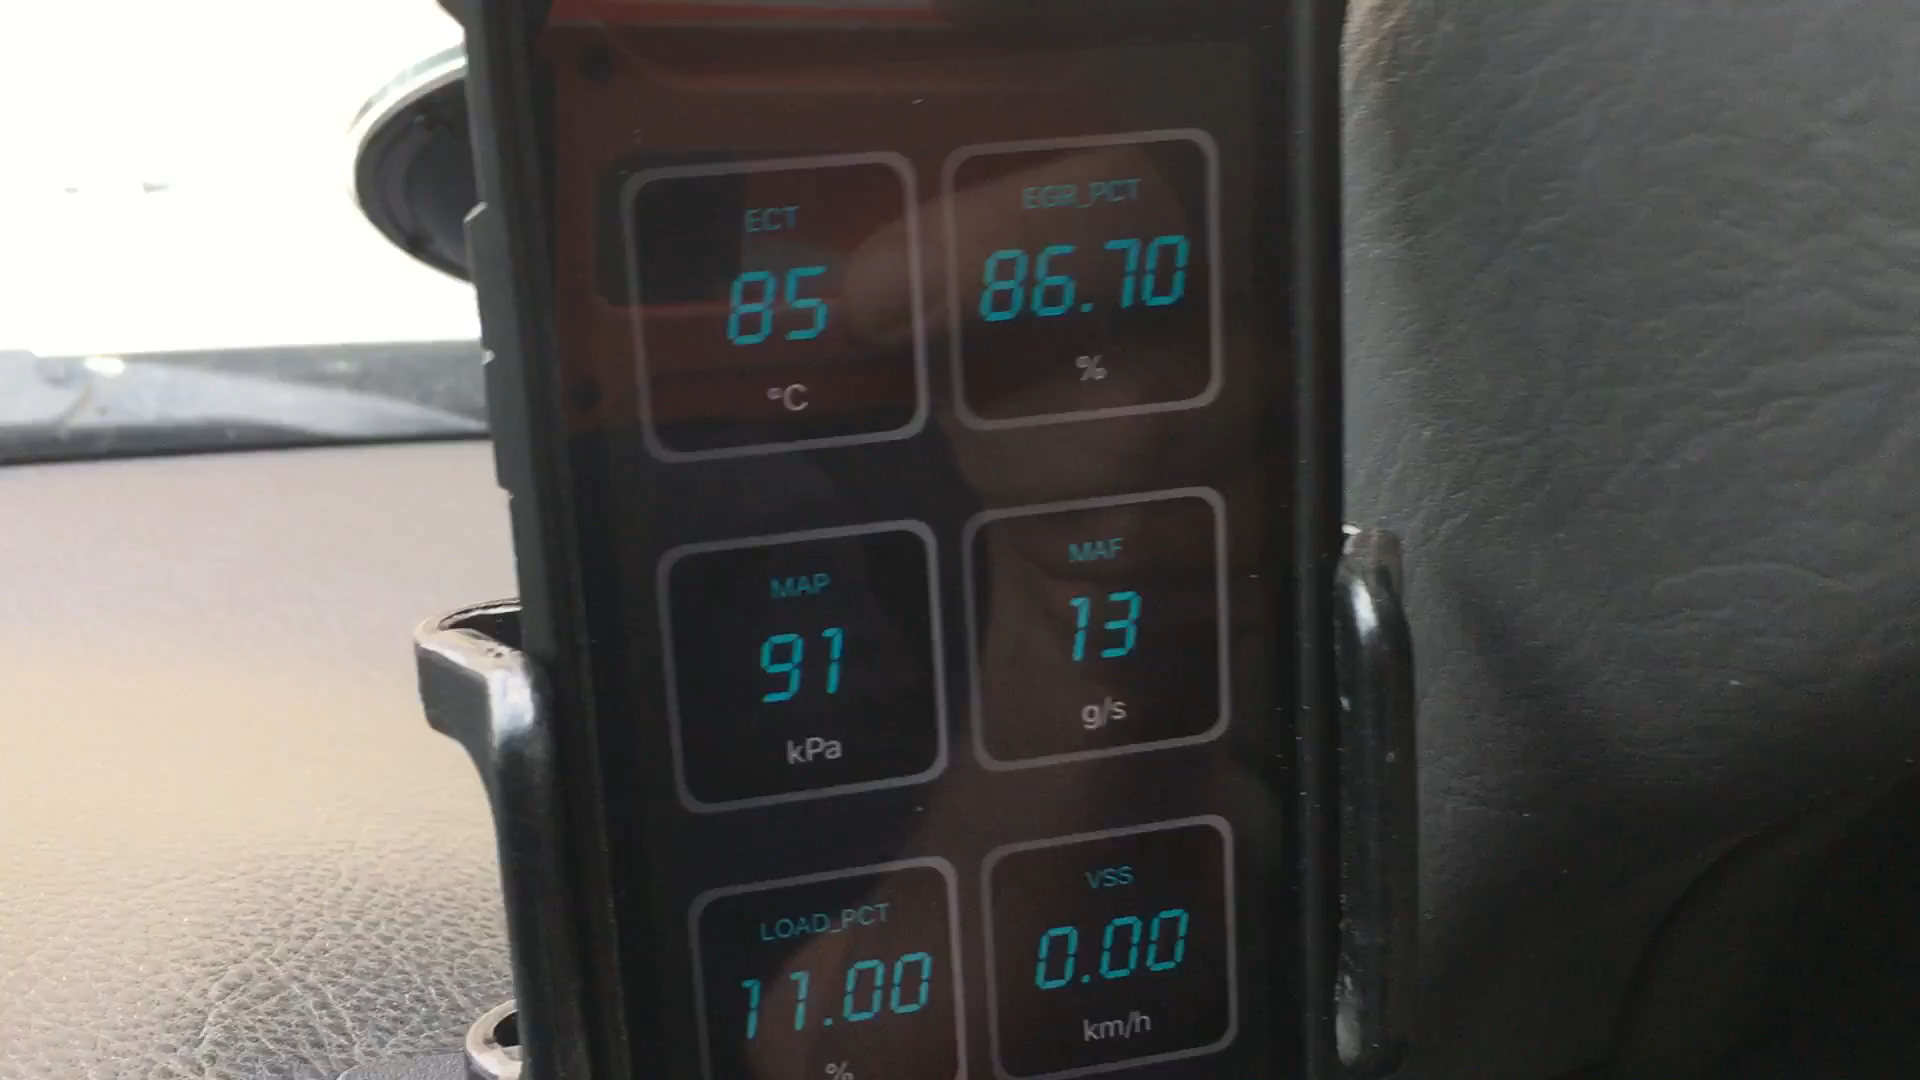 ECT
85
°C
EGR_PCT
86.70
%
MAP
91
kPa
MAF
13
g/s
LOAD_PCT
11.00
%
VSS
0.00
km/h